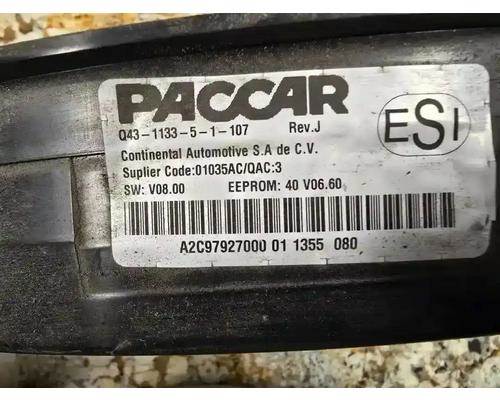 PACCAR
Q43-1133-5-1-107 Rev.J
Continental Automotive S.A de C.V.
Suplier Code:01035AC/QAC:3
SW: V08.00 EEPROM: 40 V06.60
A2C97927000 01 1355 080
ESI